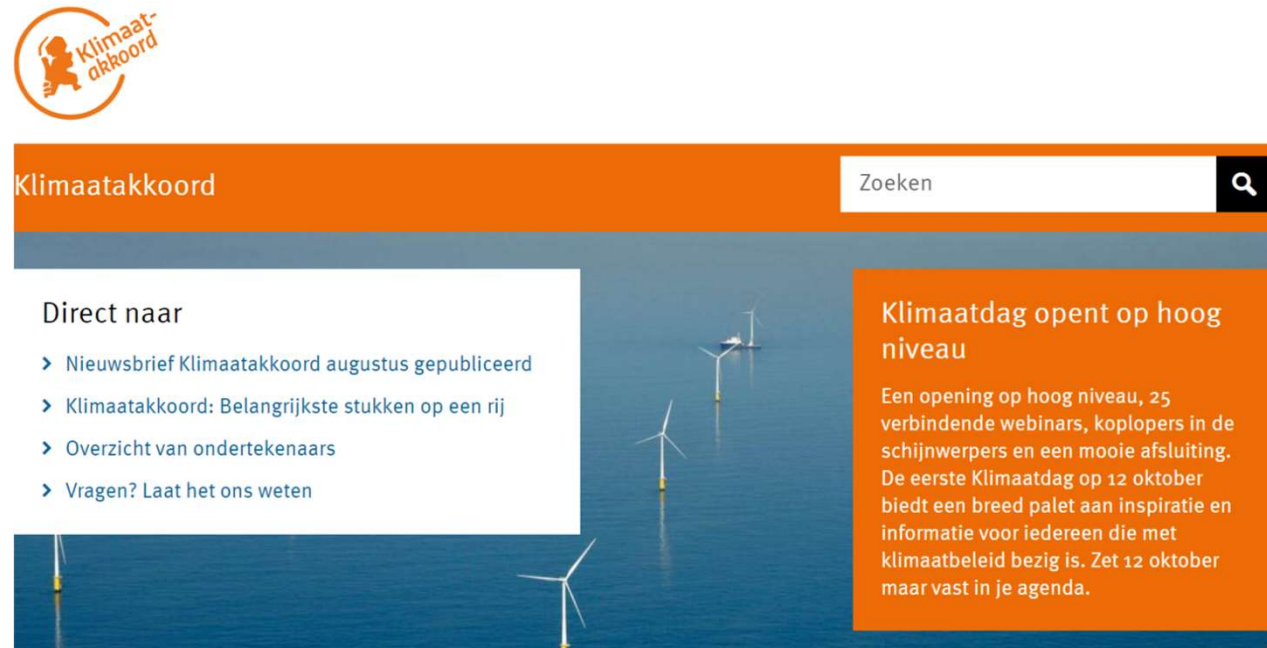 Klimaat-
akkoord
Klimaatakkoord
Zoeken
Direct naar
Nieuwsbrief Klimaatakkoord augustus gepubliceerd
Klimaatakkoord: Belangrijkste stukken op een rij
Overzicht van ondertekenaars
Vragen? Laat het ons weten
Klimaatdag opent op hoog
niveau
Een opening op hoog niveau, 25
verbindende webinars, koplopers in de
schijnwerpers en een mooie afsluiting.
De eerste Klimaatdag op 12 oktober
biedt een breed palet aan inspiratie en
informatie voor iedereen die met
klimaatbeleid bezig is. Zet 12 oktober
maar vast in je agenda.